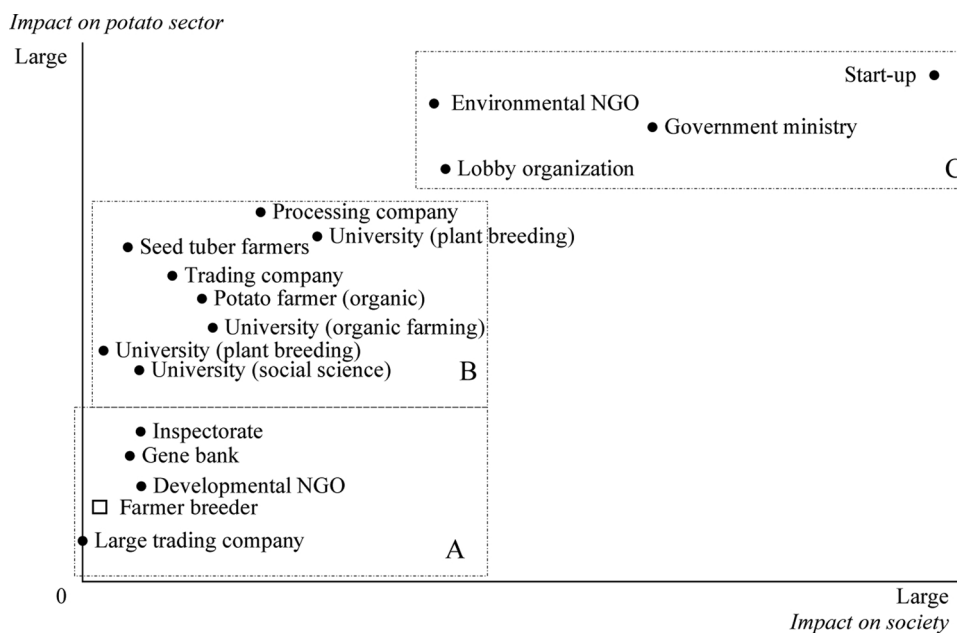 Impact on potato sector
Large
Start-up
Environmental NGO
Government ministry
Lobby organization
C
Processing company
University (plant breeding)
Seed tuber farmers
Trading company
Potato farmer (organic)
University (organic farming)
University (plant breeding)
University (social science)
B
Inspectorate
Gene bank
Developmental NGO
Farmer breeder
Large trading company
A
0
Large
Impact on society